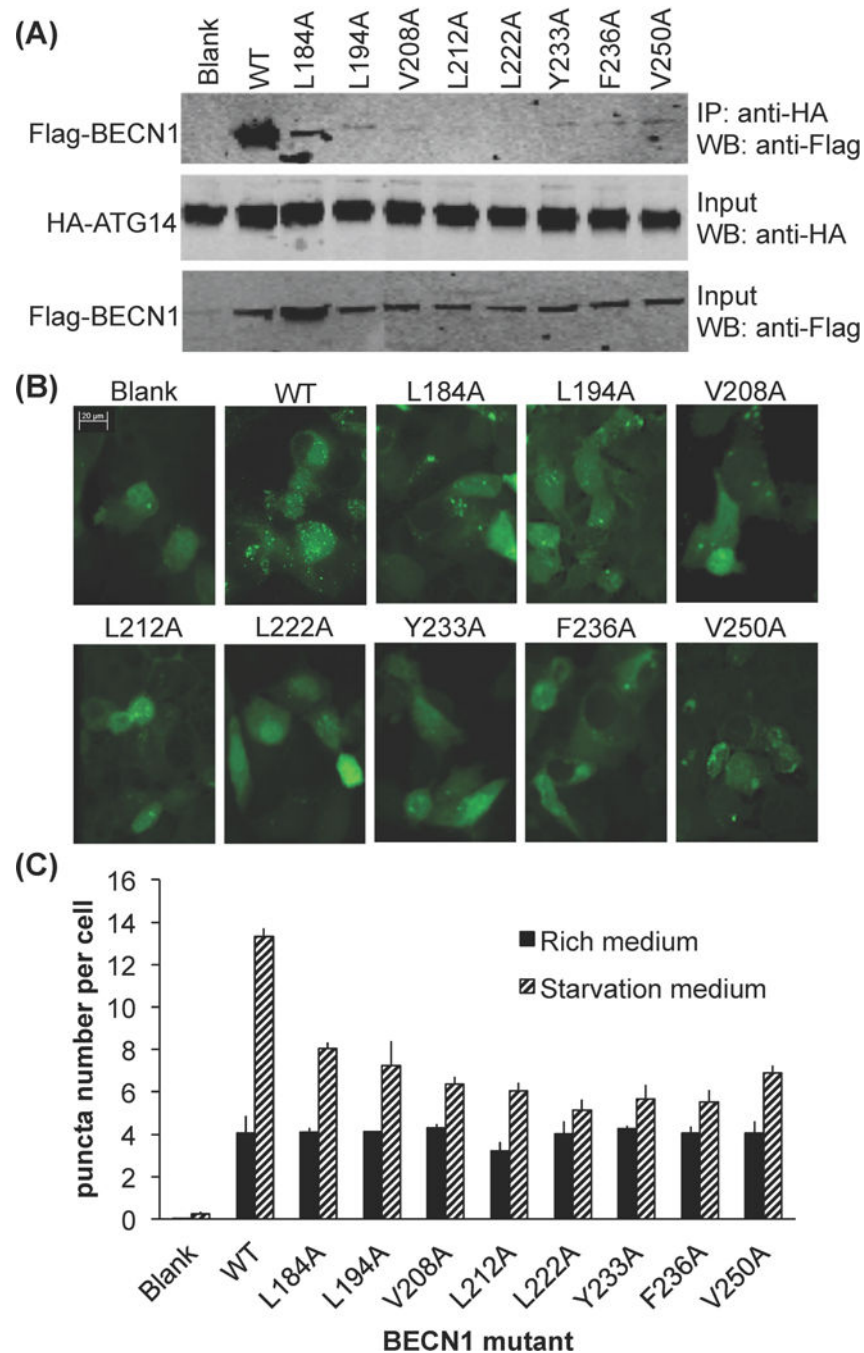 (A)
Blank WT L184A L194A V208A L212A L222A Y233A F236A V250A
Flag-BECN1
IP: anti-HA
WB: anti-Flag
HA-ATG14
Input
WB: anti-HA
Flag-BECN1
Input
WB: anti-Flag
(B)
Blank WT L184A L194A V208A
20 µm
L212A L222A Y233A F236A V250A
(C)
puncta number per cell
16
14
12
10
8
6
4
2
0
Rich medium
Starvation medium
Blank WT L184A L194A V208A L212A L222A Y233A F236A V250A
BECN1 mutant